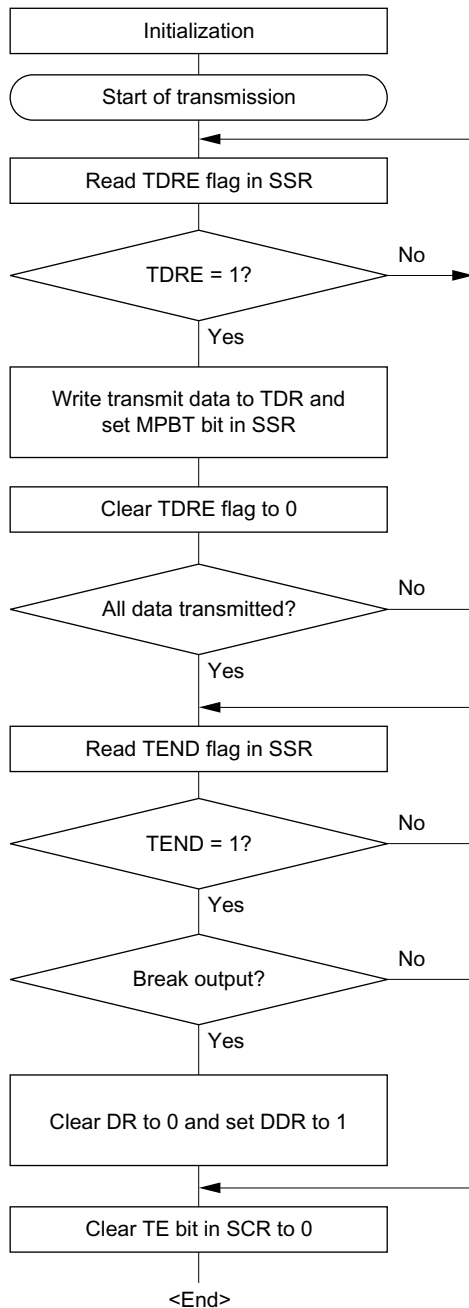 Initialization
Start of transmission
Read TDRE flag in SSR
No
TDRE = 1?
Yes
Write transmit data to TDR and
set MPBT bit in SSR
Clear TDRE flag to 0
No
All data transmitted?
Yes
Read TEND flag in SSR
No
TEND = 1?
Yes
No
Break output?
Yes
Clear DR to 0 and set DDR to 1
Clear TE bit in SCR to 0
<End>